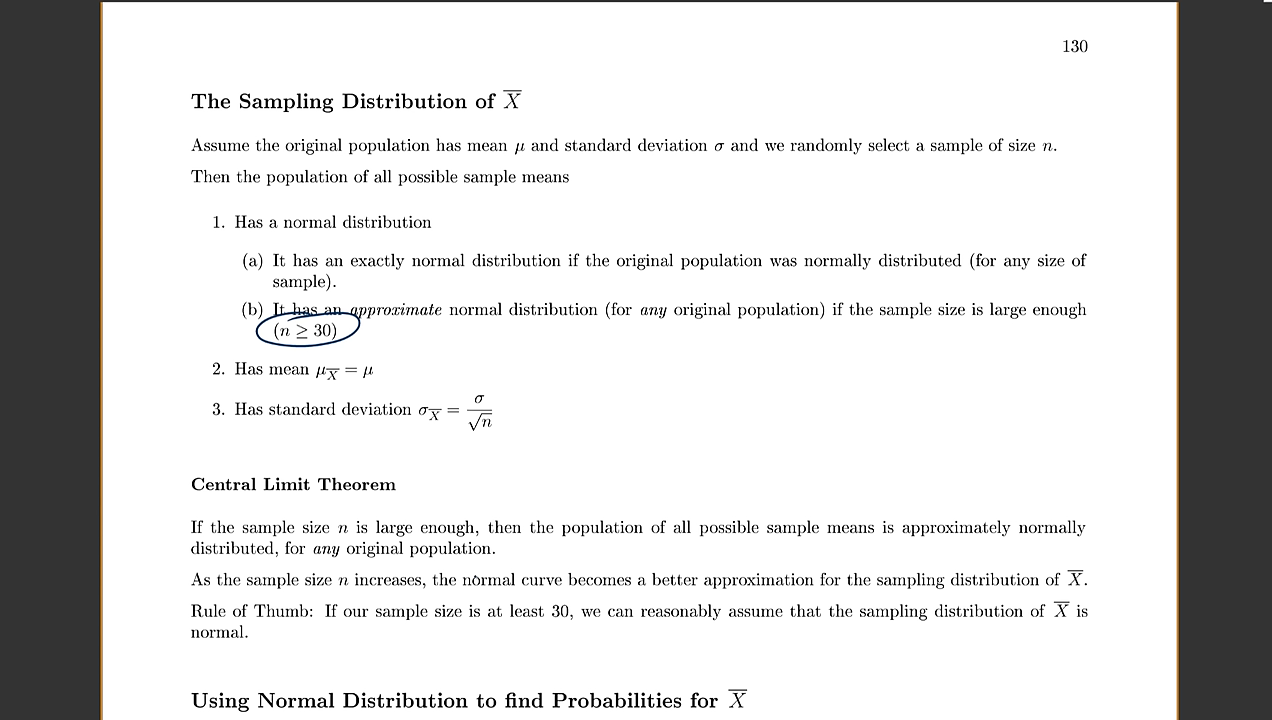 130
The Sampling Distribution of X̅
Assume the original population has mean μ and standard deviation σ and we randomly select a sample of size n.
Then the population of all possible sample means
1. Has a normal distribution
(a) It has an exactly normal distribution if the original population was normally distributed (for any size of
sample).
(b) It has an approximate normal distribution (for any original population) if the sample size is large enough
(n ≥ 30)
2. Has mean μ_X̅ = μ
3. Has standard deviation σ_X̅ = σ/√n
Central Limit Theorem
If the sample size n is large enough, then the population of all possible sample means is approximately normally
distributed, for any original population.
As the sample size n increases, the normal curve becomes a better approximation for the sampling distribution of X̅.
Rule of Thumb: If our sample size is at least 30, we can reasonably assume that the sampling distribution of X̅ is
normal.
Using Normal Distribution to find Probabilities for X̅